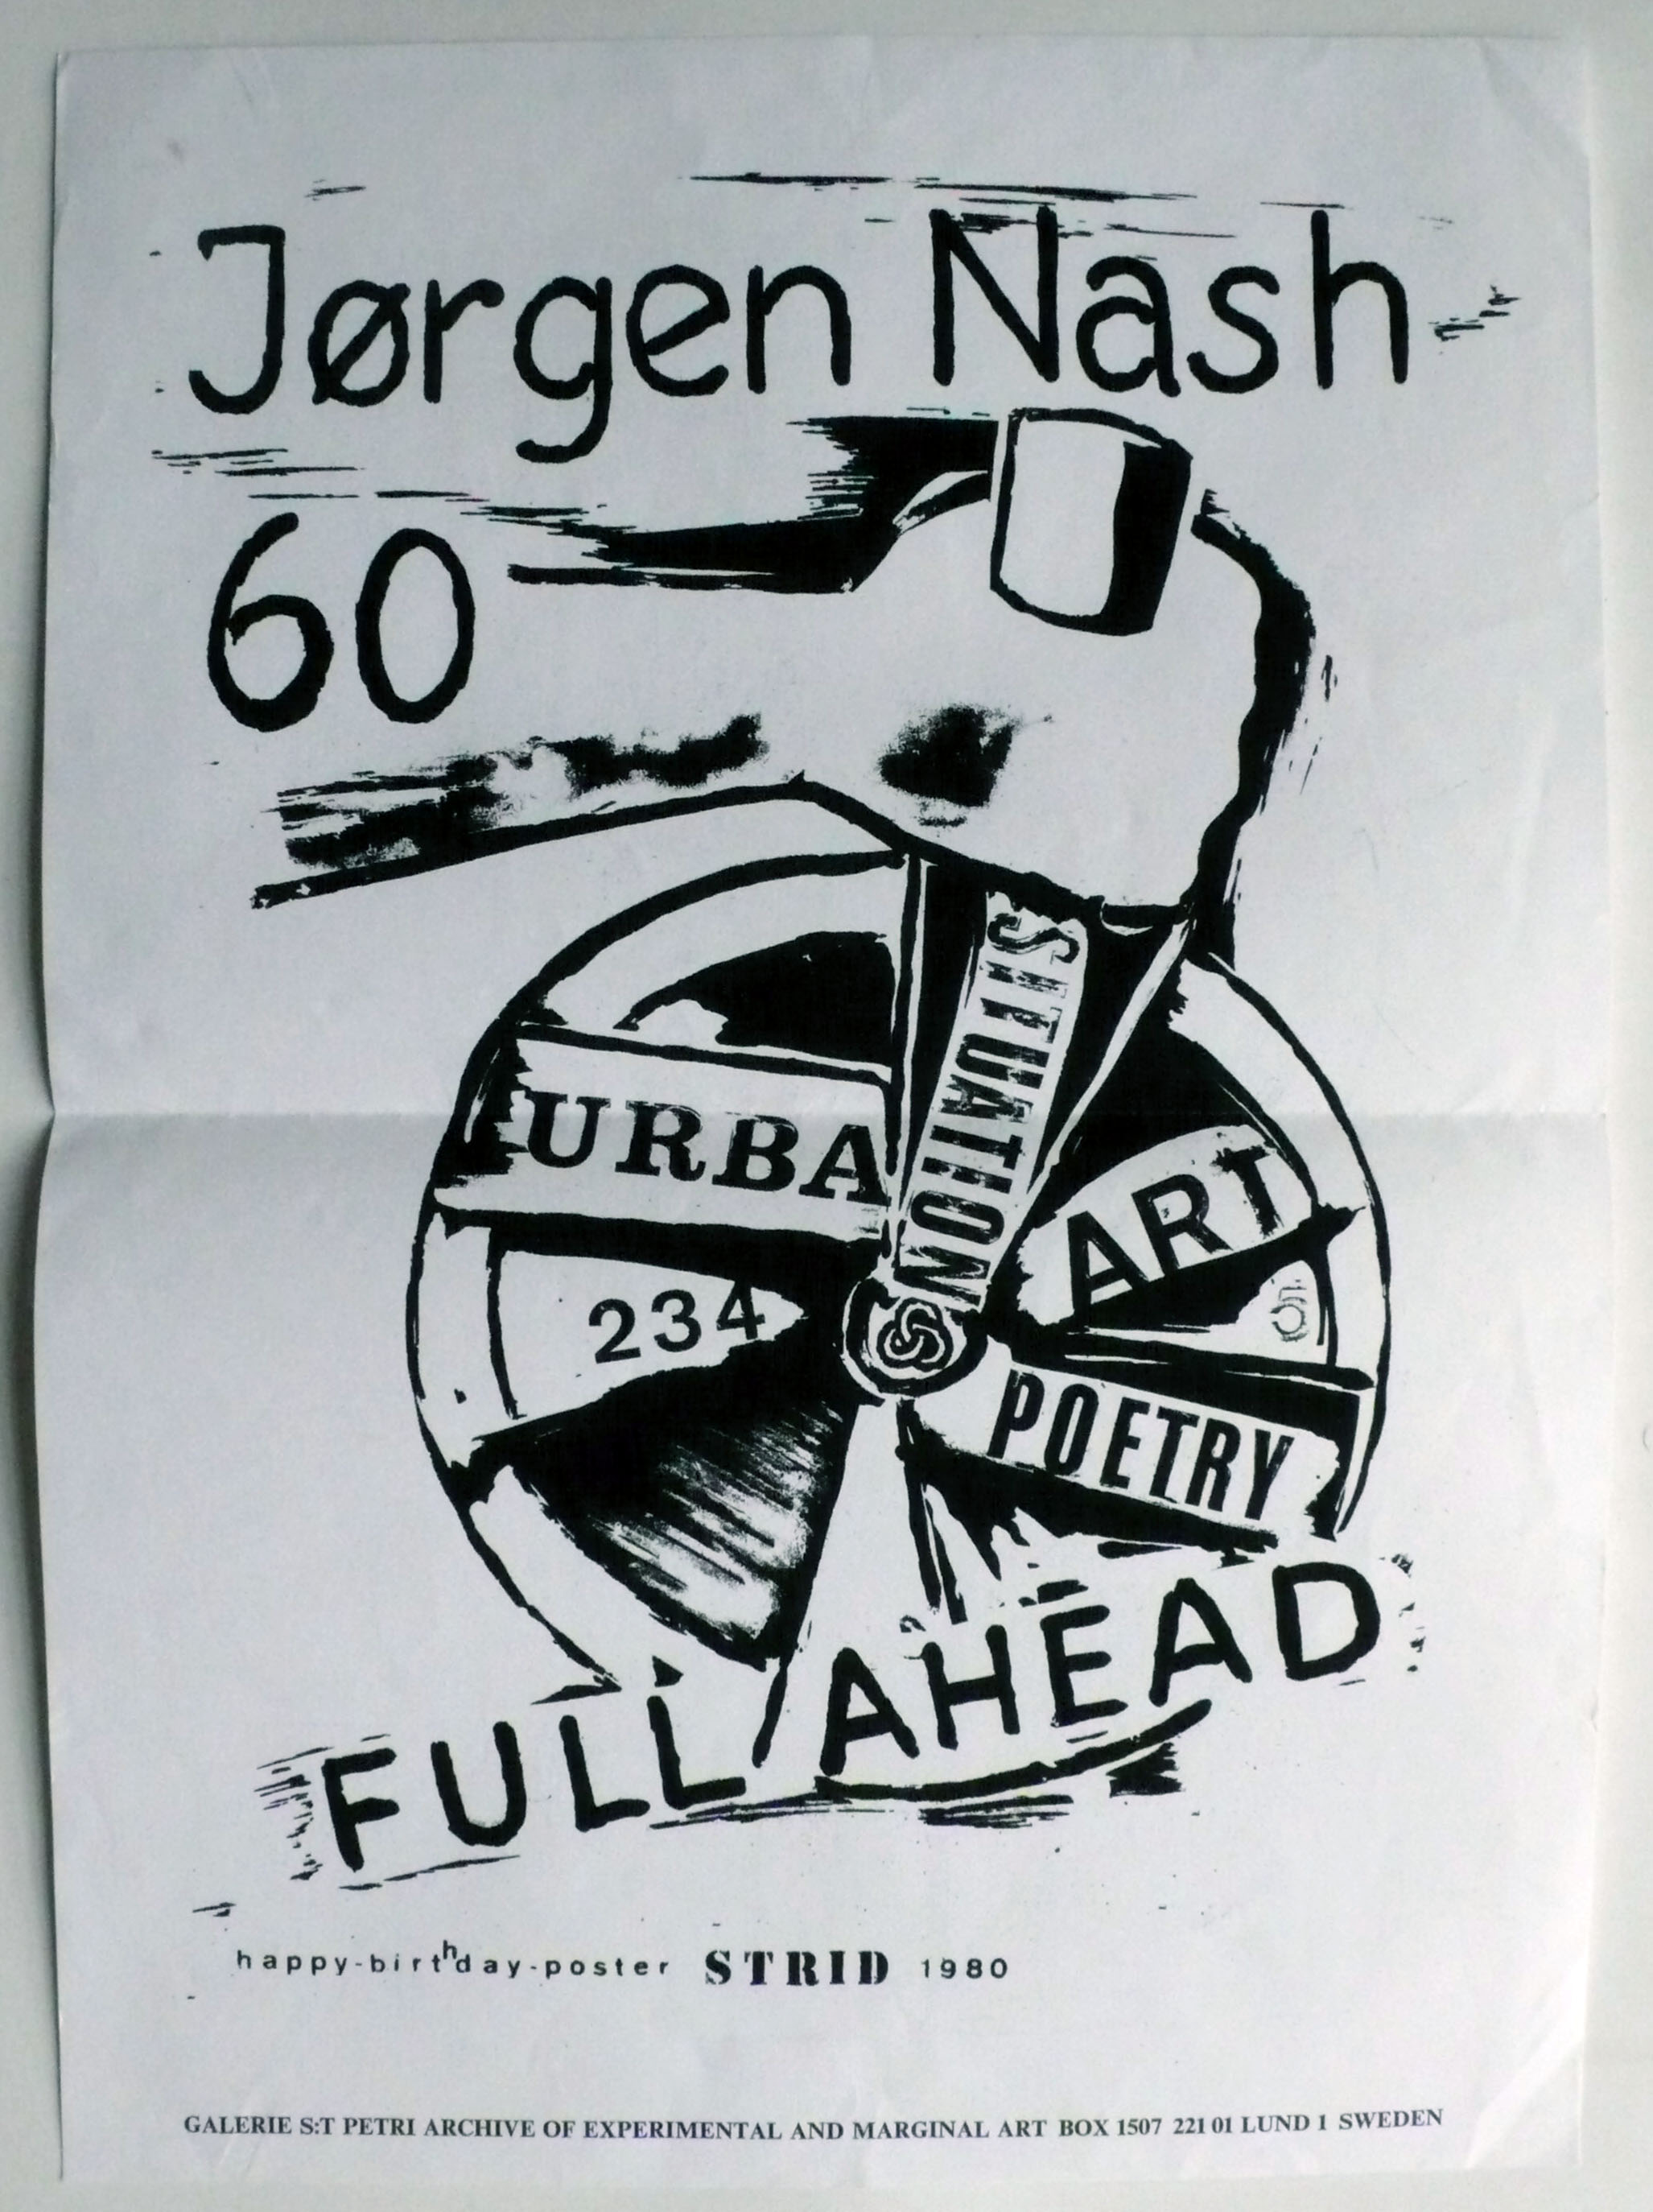 Jørgen Nash
60
SITUATION
URBA
ART
234
5
POETRY
FULL AHEAD
happy-birthday-poster STRID 1980
GALERIE S:T PETRI ARCHIVE OF EXPERIMENTAL AND MARGINAL ART BOX 1507 221 01 LUND 1 SWEDEN